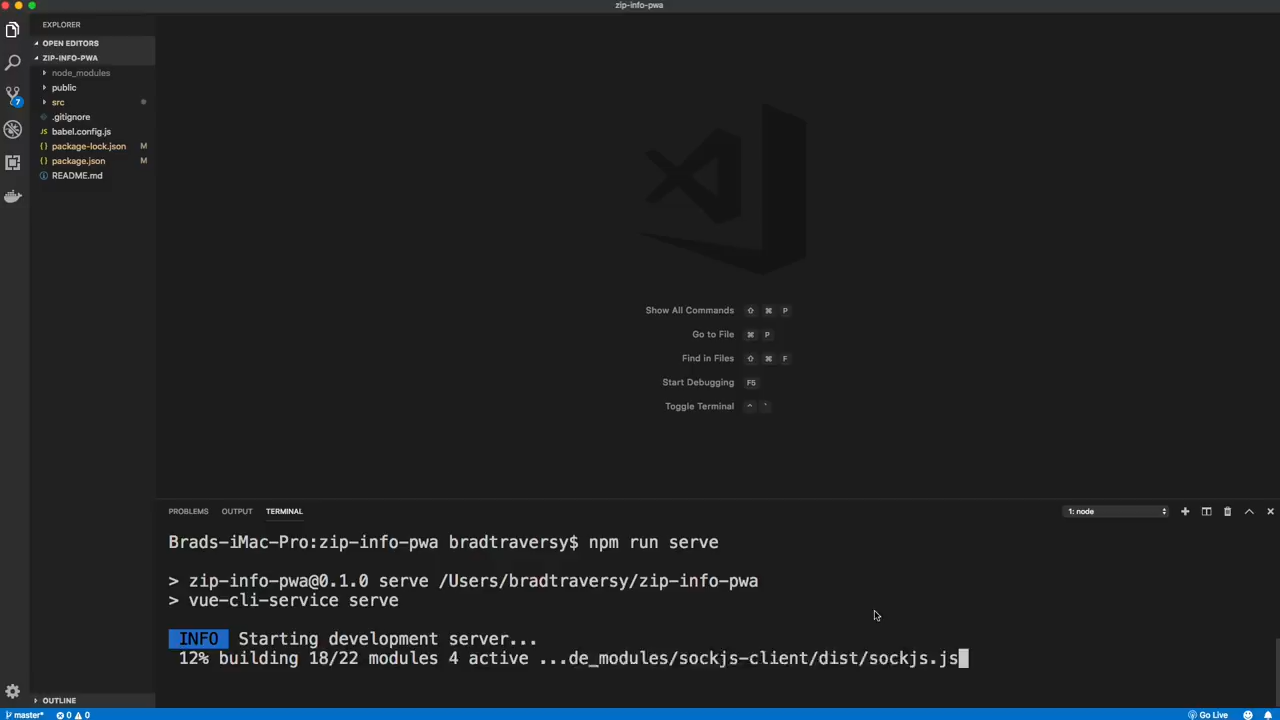 zip-info-pwa
EXPLORER
OPEN EDITORS
ZIP-INFO-PWA
node_modules
public
src
.gitignore
JS babel.config.js
{} package-lock.json M
{} package.json M
README.md
7
Show All Commands ⇧ ⌘ P
Go to File ⌘ P
Find in Files ⇧ ⌘ F
Start Debugging F5
Toggle Terminal ^ `
PROBLEMS OUTPUT TERMINAL 1: node
Brads-iMac-Pro:zip-info-pwa bradtraversy$ npm run serve
> zip-info-pwa@0.1.0 serve /Users/bradtraversy/zip-info-pwa
> vue-cli-service serve
INFO Starting development server...
12% building 18/22 modules 4 active ...de_modules/sockjs-client/dist/sockjs.js
OUTLINE
master* 0 0 Go Live